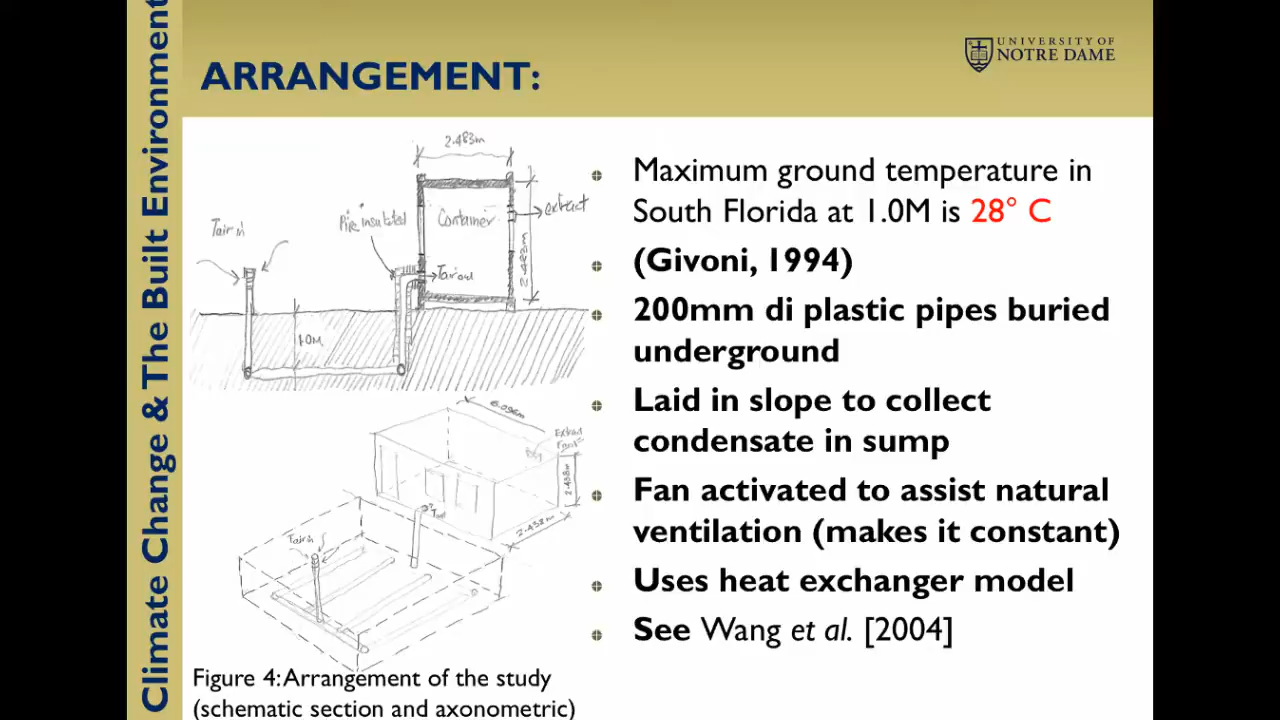 Climate Change & The Built Environment
ARRANGEMENT:
UNIVERSITY OF
NOTRE DAME
2.483m
Tair in
Pipe insulated
Container
extract
Tair out
2.483m
1.0M
6.096m
Extract
2.438m
2.438m
Tair in
Maximum ground temperature in
South Florida at 1.0M is 28° C
(Givoni, 1994)
200mm di plastic pipes buried
underground
Laid in slope to collect
condensate in sump
Fan activated to assist natural
ventilation (makes it constant)
Uses heat exchanger model
See Wang et al. [2004]
Figure 4: Arrangement of the study
(schematic section and axonometric)